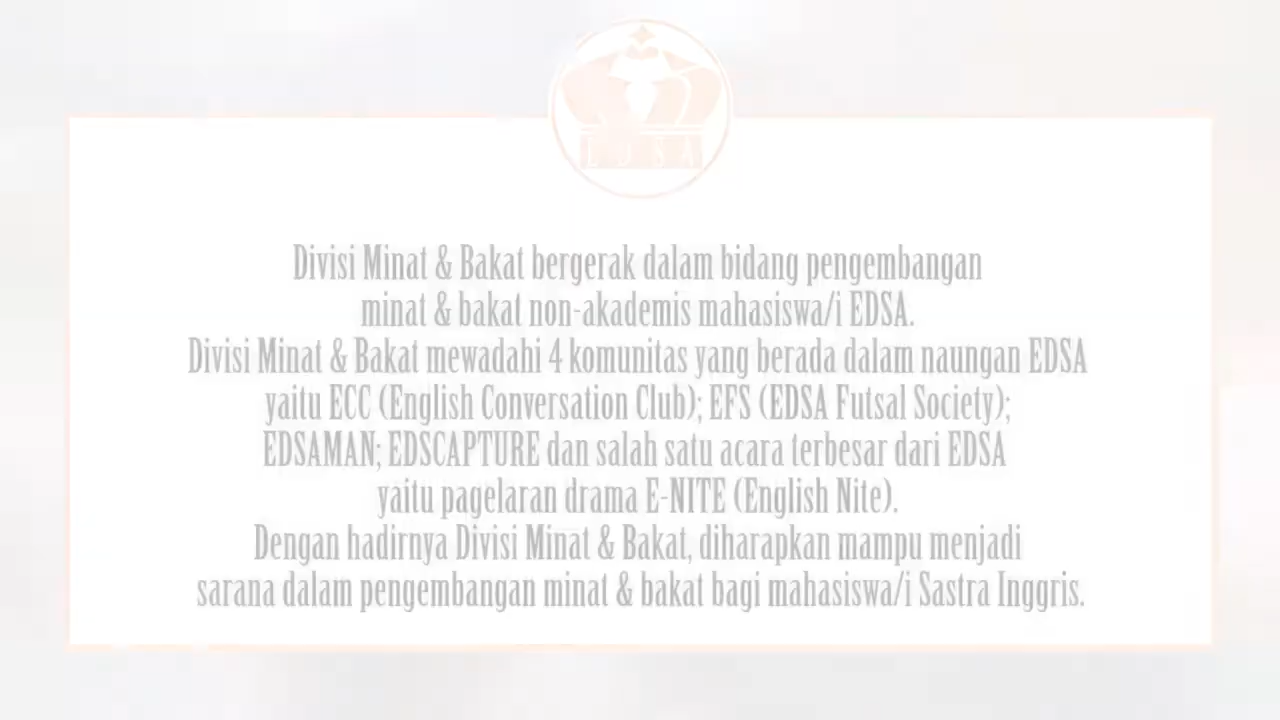 EDSA
Divisi Minat & Bakat bergerak dalam bidang pengembangan
minat & bakat non-akademis mahasiswa/i EDSA.
Divisi Minat & Bakat mewadahi 4 komunitas yang berada dalam naungan EDSA
yaitu ECC (English Conversation Club); EFS (EDSA Futsal Society);
EDSAMAN; EDSCAPTURE dan salah satu acara terbesar dari EDSA
yaitu pagelaran drama E-NITE (English Nite).
Dengan hadirnya Divisi Minat & Bakat, diharapkan mampu menjadi
sarana dalam pengembangan minat & bakat bagi mahasiswa/i Sastra Inggris.